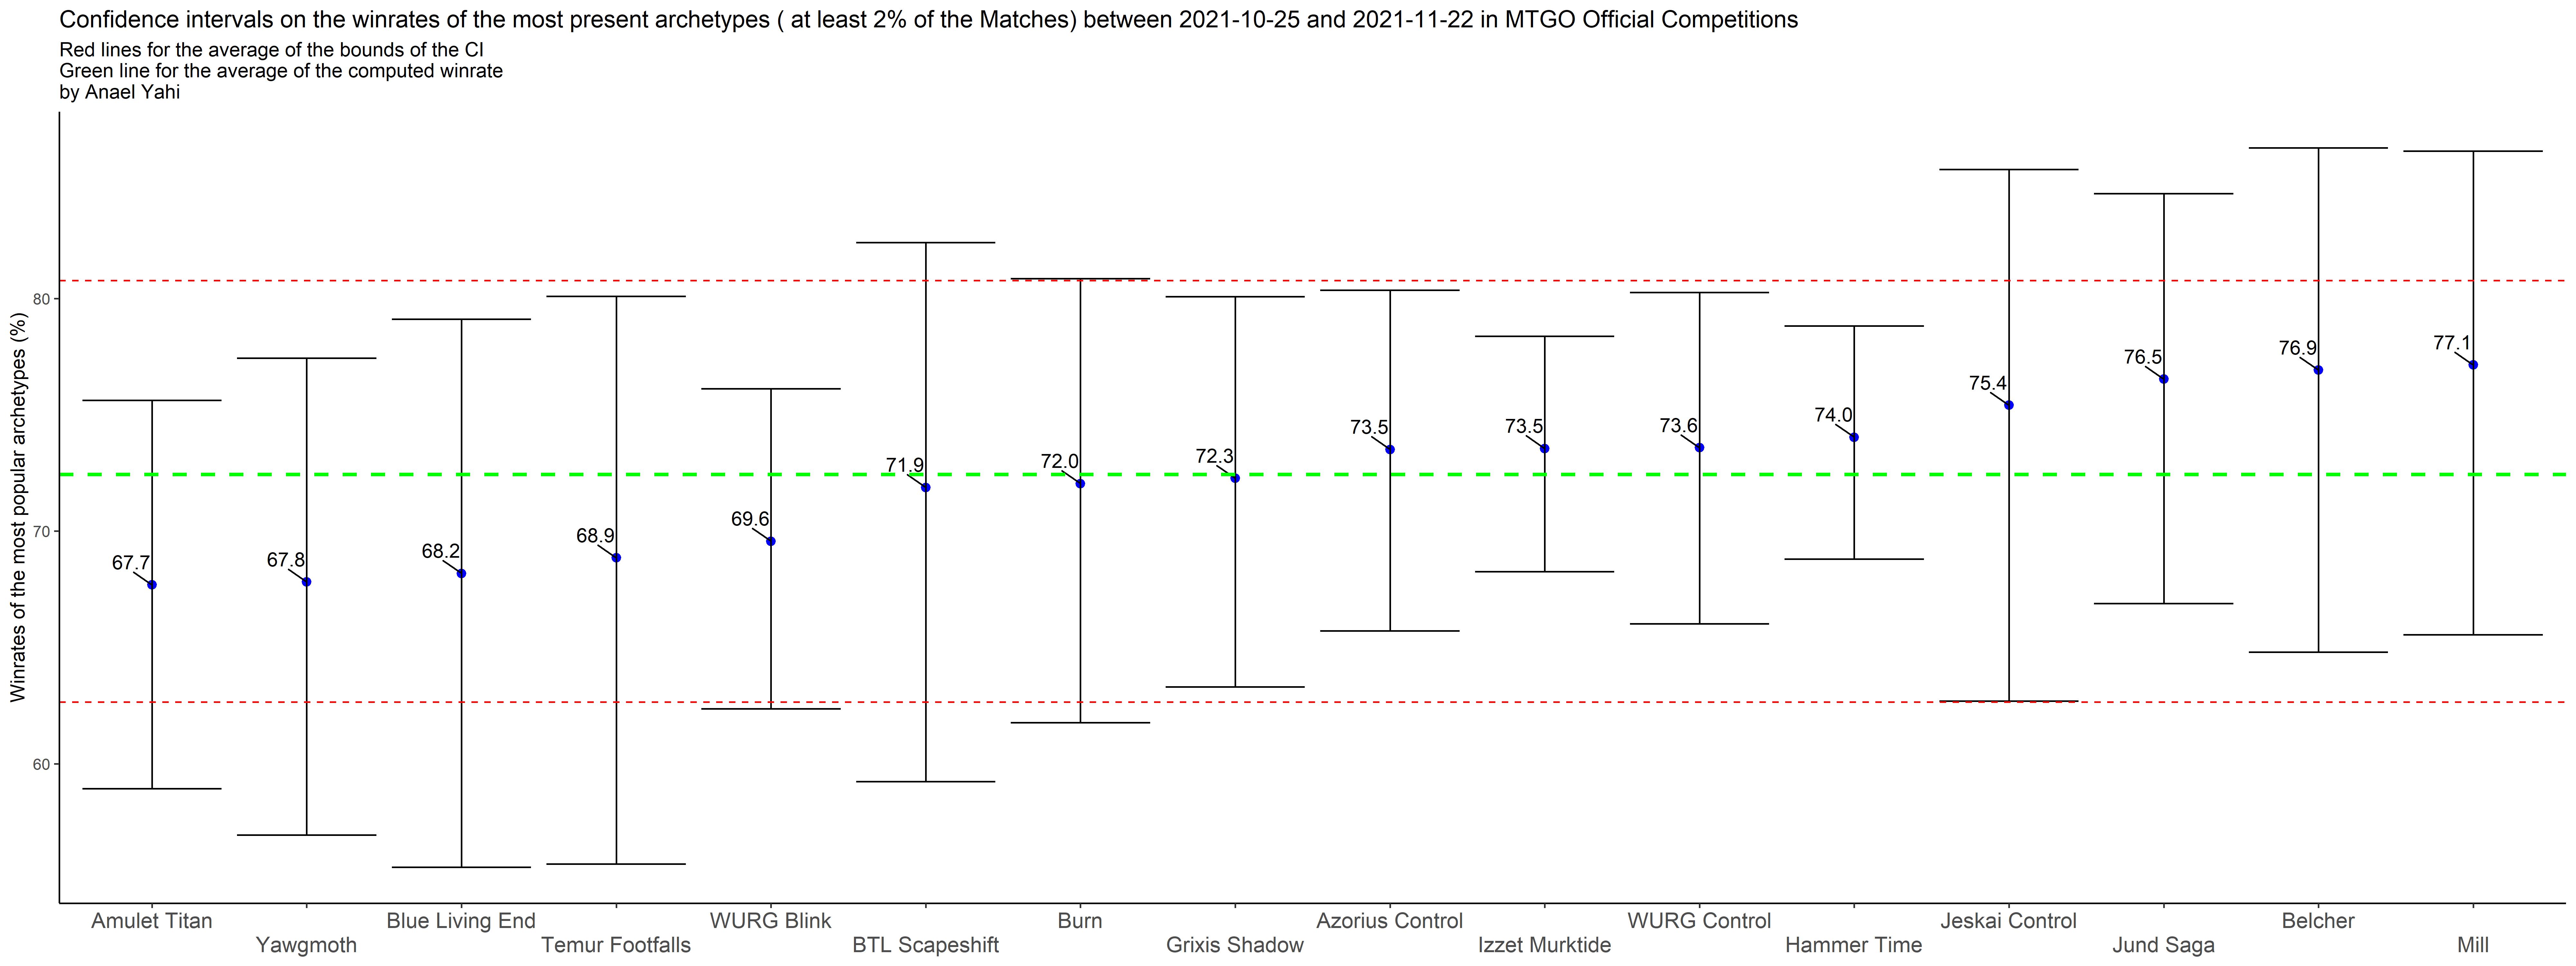 Confidence intervals on the winrates of the most present archetypes ( at least 2% of the Matches) between 2021-10-25 and 2021-11-22 in MTGO Official Competitions
Red lines for the average of the bounds of the CI
Green line for the average of the computed winrate
by Anael Yahi
Winrates of the most popular archetypes (%)
80
70
60
67.7
67.8
68.2
68.9
69.6
71.9
72.0
72.3
73.5
73.5
73.6
74.0
75.4
76.5
76.9
77.1
Amulet Titan
Yawgmoth
Blue Living End
Temur Footfalls
WURG Blink
BTL Scapeshift
Burn
Grixis Shadow
Azorius Control
Izzet Murktide
WURG Control
Hammer Time
Jeskai Control
Jund Saga
Belcher
Mill